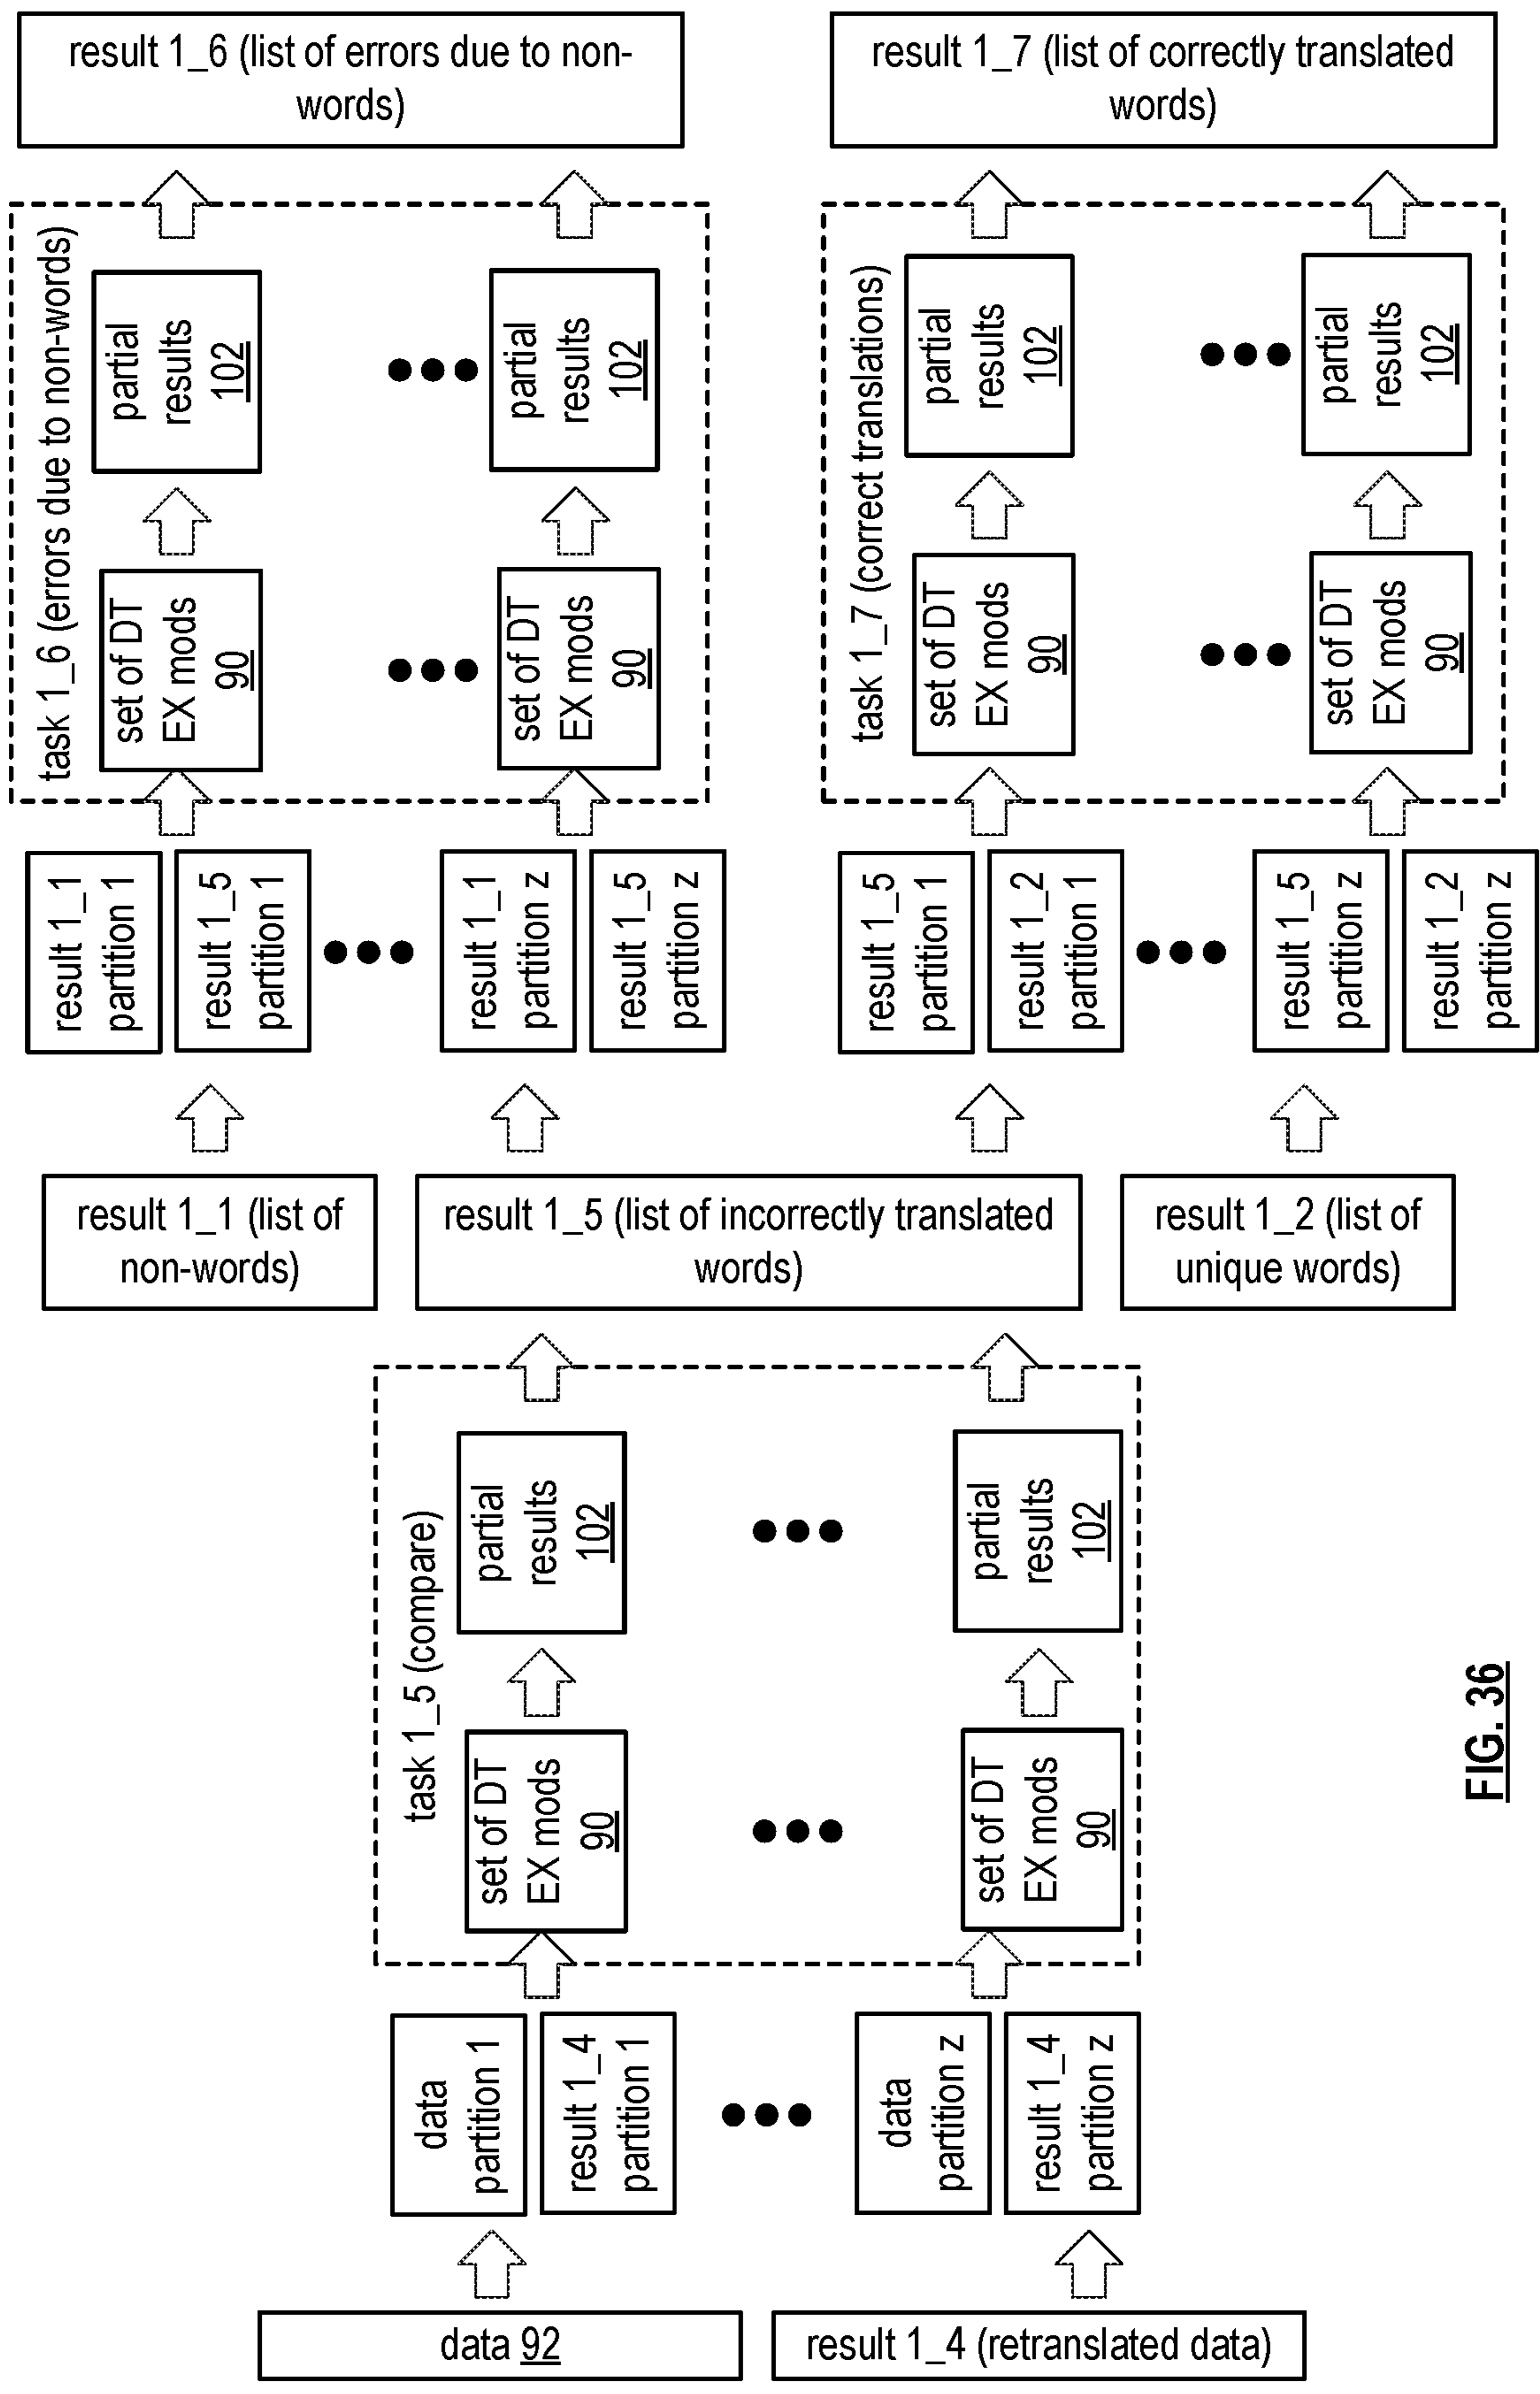 result 1_6 (list of errors due to non-
words)
result 1_7 (list of correctly translated
words)
task 1_6 (errors due to non-words)
partial
results
102
partial
results
102
set of DT
EX mods
90
set of DT
EX mods
90
task 1_7 (correct translations)
partial
results
102
partial
results
102
set of DT
EX mods
90
set of DT
EX mods
90
result 1_1
partition 1
result 1_5
partition 1
result 1_1
partition z
result 1_5
partition z
result 1_5
partition 1
result 1_2
partition 1
result 1_5
partition z
result 1_2
partition z
result 1_1 (list of
non-words)
result 1_5 (list of incorrectly translated
words)
result 1_2 (list of
unique words)
task 1_5 (compare)
partial
results
102
partial
results
102
set of DT
EX mods
90
set of DT
EX mods
90
data
partition 1
result 1_4
partition 1
data
partition z
result 1_4
partition z
data 92
result 1_4 (retranslated data)
FIG. 36